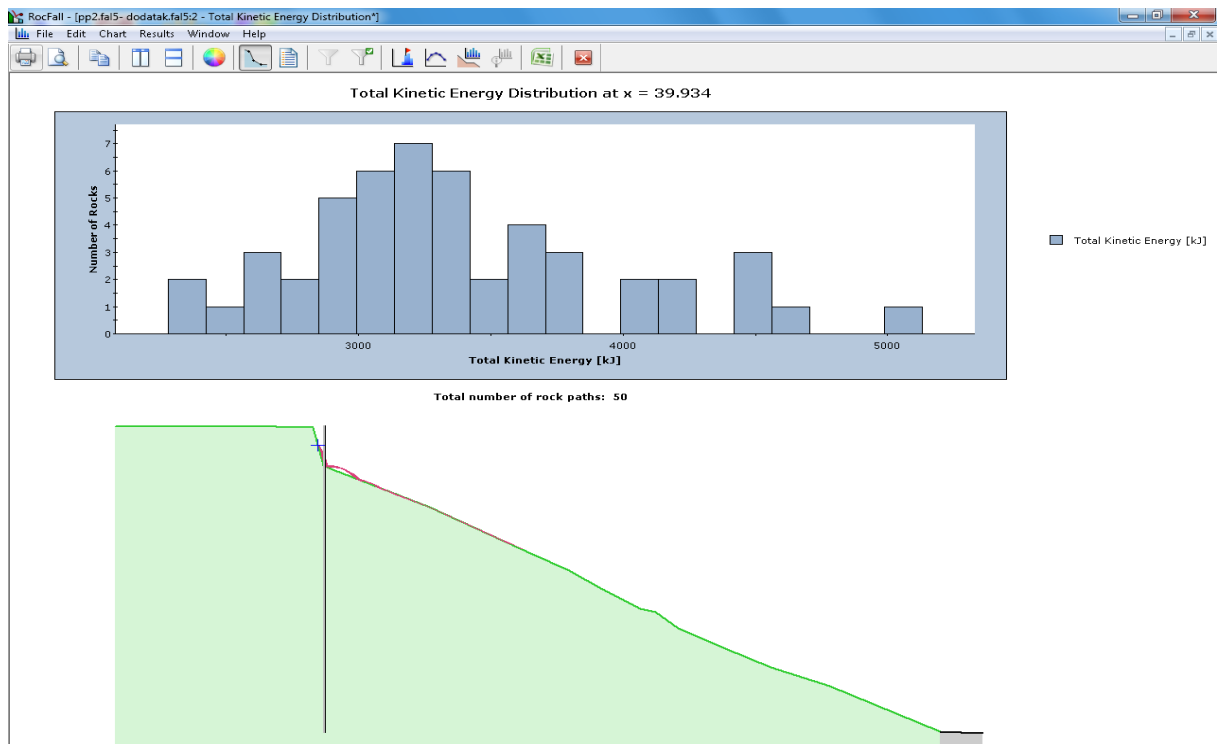 RocFall - [pp2.fal5- dodatak.fal5:2 - Total Kinetic Energy Distribution*]
File Edit Chart Results Window Help
Total Kinetic Energy Distribution at x = 39.934
7
6
5
4
3
2
1
0
Number of Rocks
3000 4000 5000
Total Kinetic Energy [kJ]
Total Kinetic Energy [kJ]
Total number of rock paths: 50